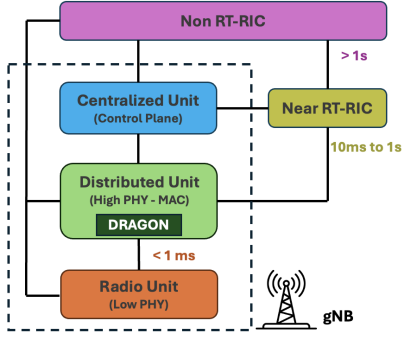 Non RT-RIC
> 1s
Centralized Unit
(Control Plane)
Near RT-RIC
10ms to 1s
Distributed Unit
(High PHY - MAC)
DRAGON
< 1 ms
Radio Unit
(Low PHY)
gNB